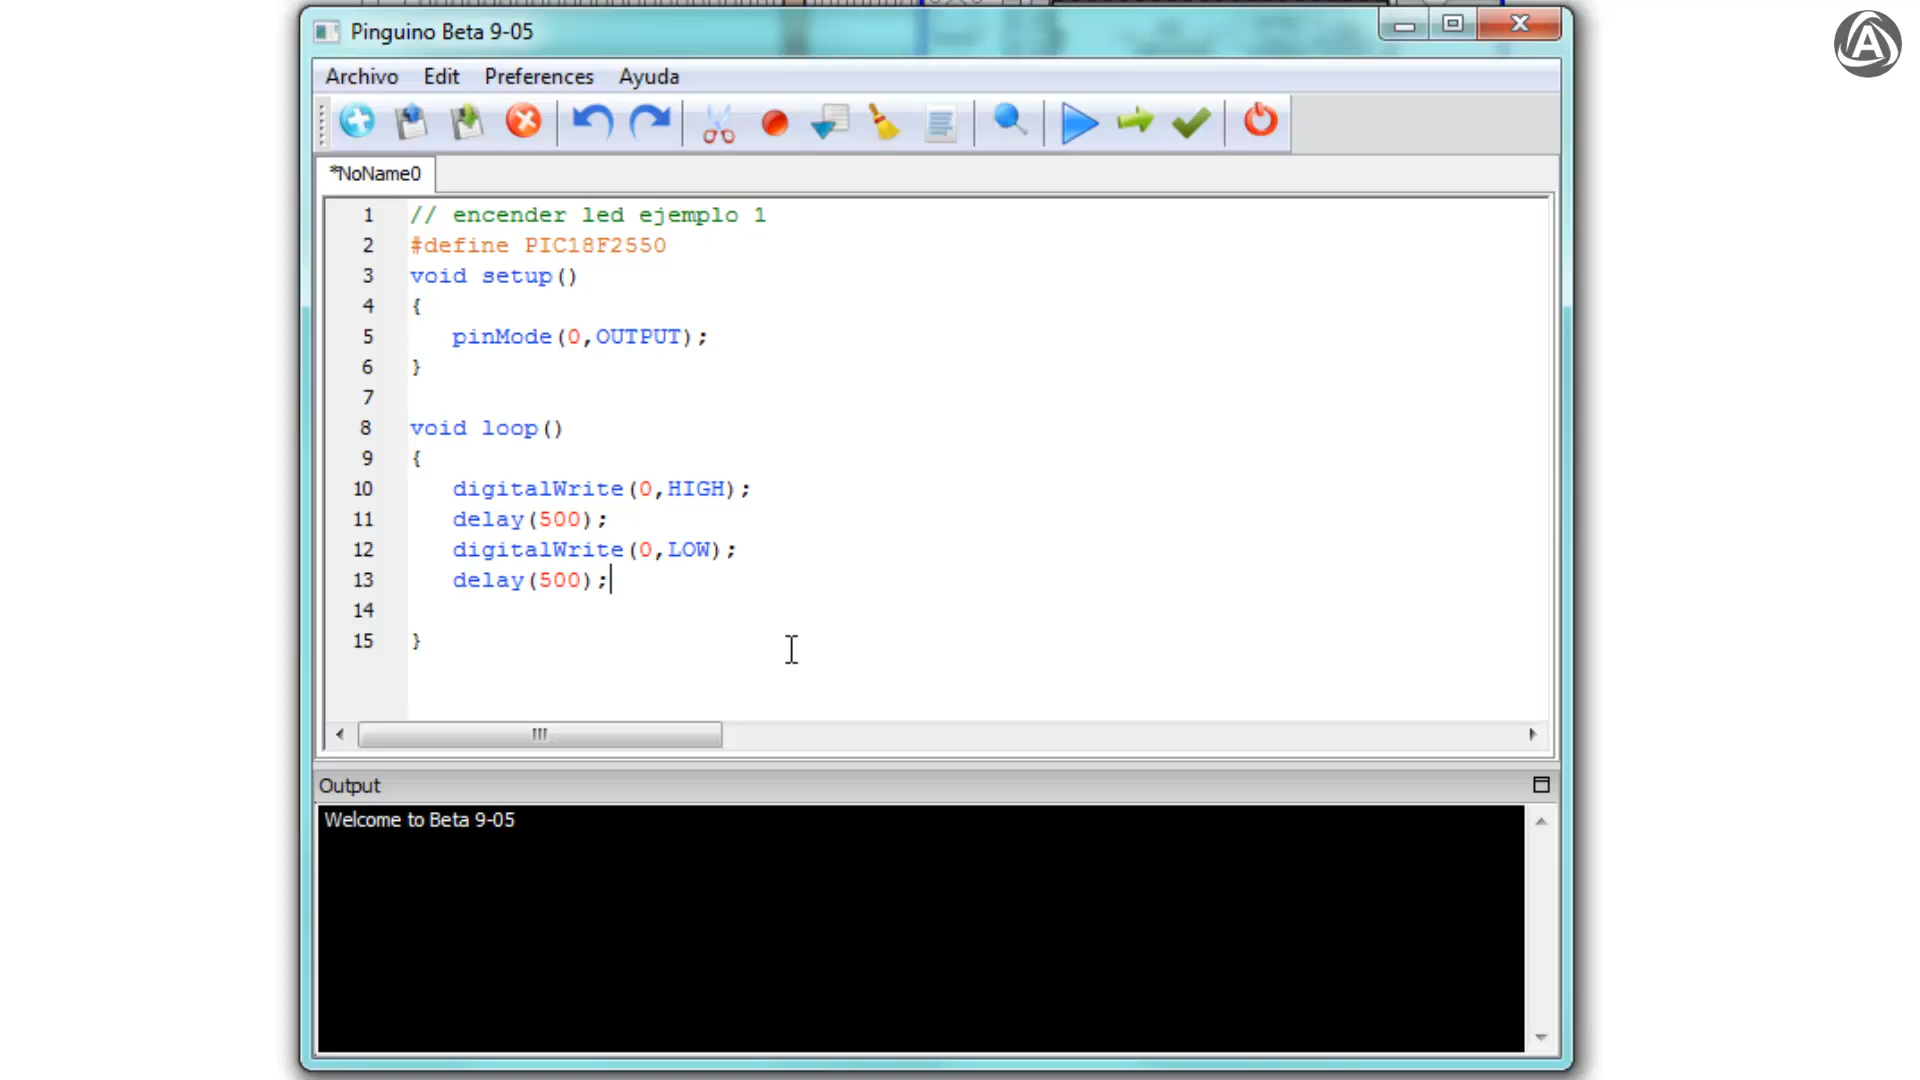 Pinguino Beta 9-05
Archivo Edit Preferences Ayuda
*NoName0
1 // encender led ejemplo 1
2 #define PIC18F2550
3 void setup()
4 {
5 pinMode(0,OUTPUT);
6 }
7
8 void loop()
9 {
10 digitalWrite(0,HIGH);
11 delay(500);
12 digitalWrite(0,LOW);
13 delay(500);
14
15 }
Output
Welcome to Beta 9-05